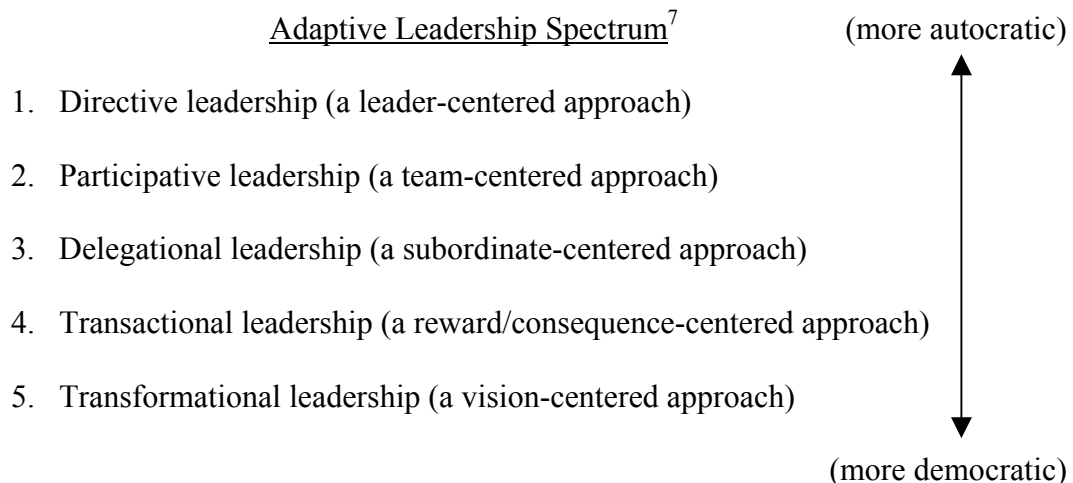 Adaptive Leadership Spectrum7 (more autocratic)
1. Directive leadership (a leader-centered approach)
2. Participative leadership (a team-centered approach)
3. Delegational leadership (a subordinate-centered approach)
4. Transactional leadership (a reward/consequence-centered approach)
5. Transformational leadership (a vision-centered approach)
(more democratic)